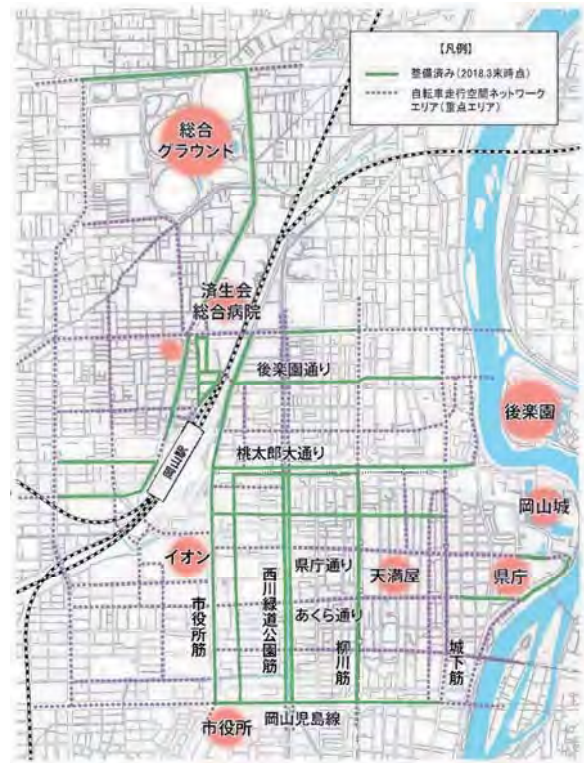 【凡例】
整備済み(2018.3末時点)
自転車走行空間ネットワーク
エリア(重点エリア)
総合
グラウンド
済生会
総合病院
後楽園通り
後楽園
桃太郎大通り
岡山駅
岡山城
イオン
県庁通り
天満屋
県庁
あくら通り
市役所筋
西川緑道公園筋
柳川筋
城下筋
市役所
岡山児島線